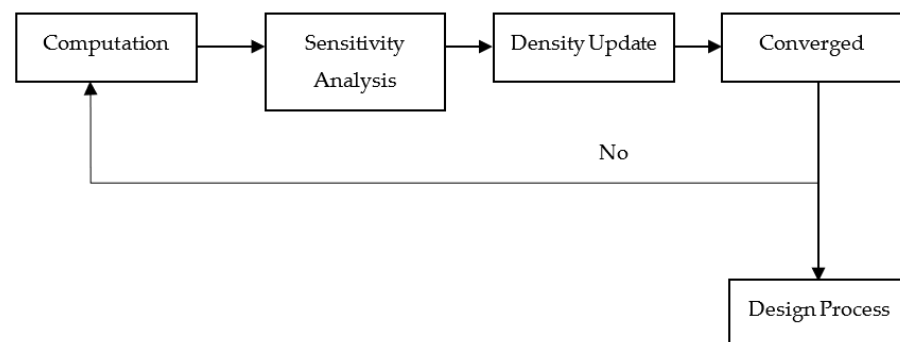 Computation
Sensitivity
Analysis
Density Update
Converged
No
Design Process